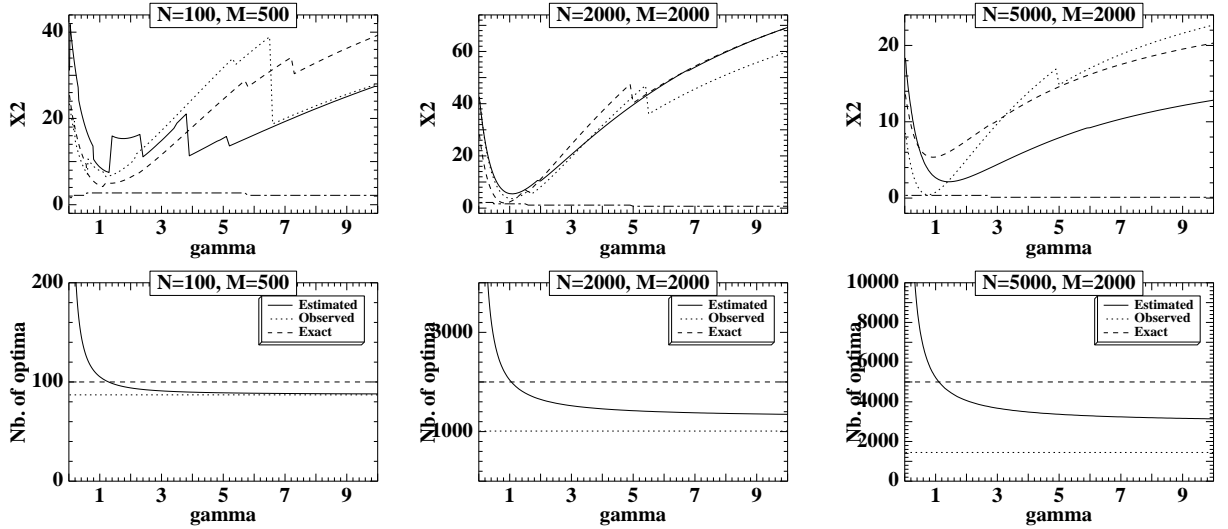 N=100, M=500
X2
40
20
0
1 3 5 7 9
gamma
N=2000, M=2000
X2
60
40
20
0
1 3 5 7 9
gamma
N=5000, M=2000
X2
20
10
0
1 3 5 7 9
gamma
N=100, M=500
Nb. of optima
200
100
0
1 3 5 7 9
gamma
Estimated
Observed
Exact
N=2000, M=2000
Nb. of optima
3000
1000
1 3 5 7 9
gamma
Estimated
Observed
Exact
N=5000, M=2000
Nb. of optima
10000
8000
6000
4000
2000
0
1 3 5 7 9
gamma
Estimated
Observed
Exact